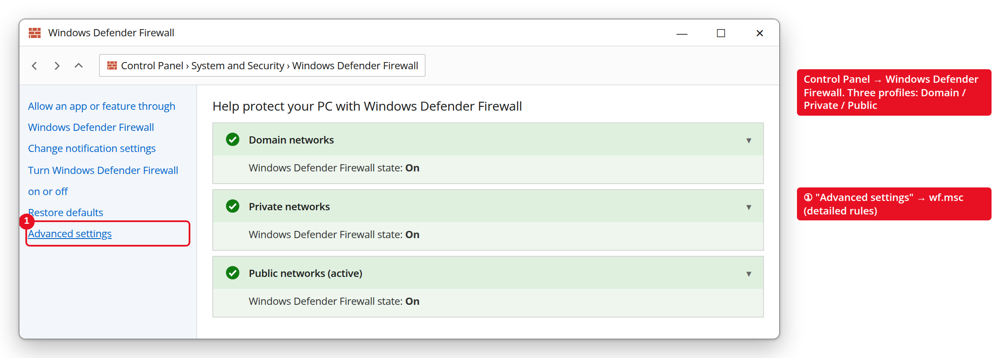 Windows Defender Firewall
Control Panel › System and Security › Windows Defender Firewall
Allow an app or feature through
Windows Defender Firewall
Change notification settings
Turn Windows Defender Firewall
on or off
Restore defaults
1
Advanced settings
Help protect your PC with Windows Defender Firewall
Domain networks
Windows Defender Firewall state: On
Private networks
Windows Defender Firewall state: On
Public networks (active)
Windows Defender Firewall state: On
Control Panel → Windows Defender
Firewall. Three profiles: Domain /
Private / Public
① "Advanced settings" → wf.msc
(detailed rules)